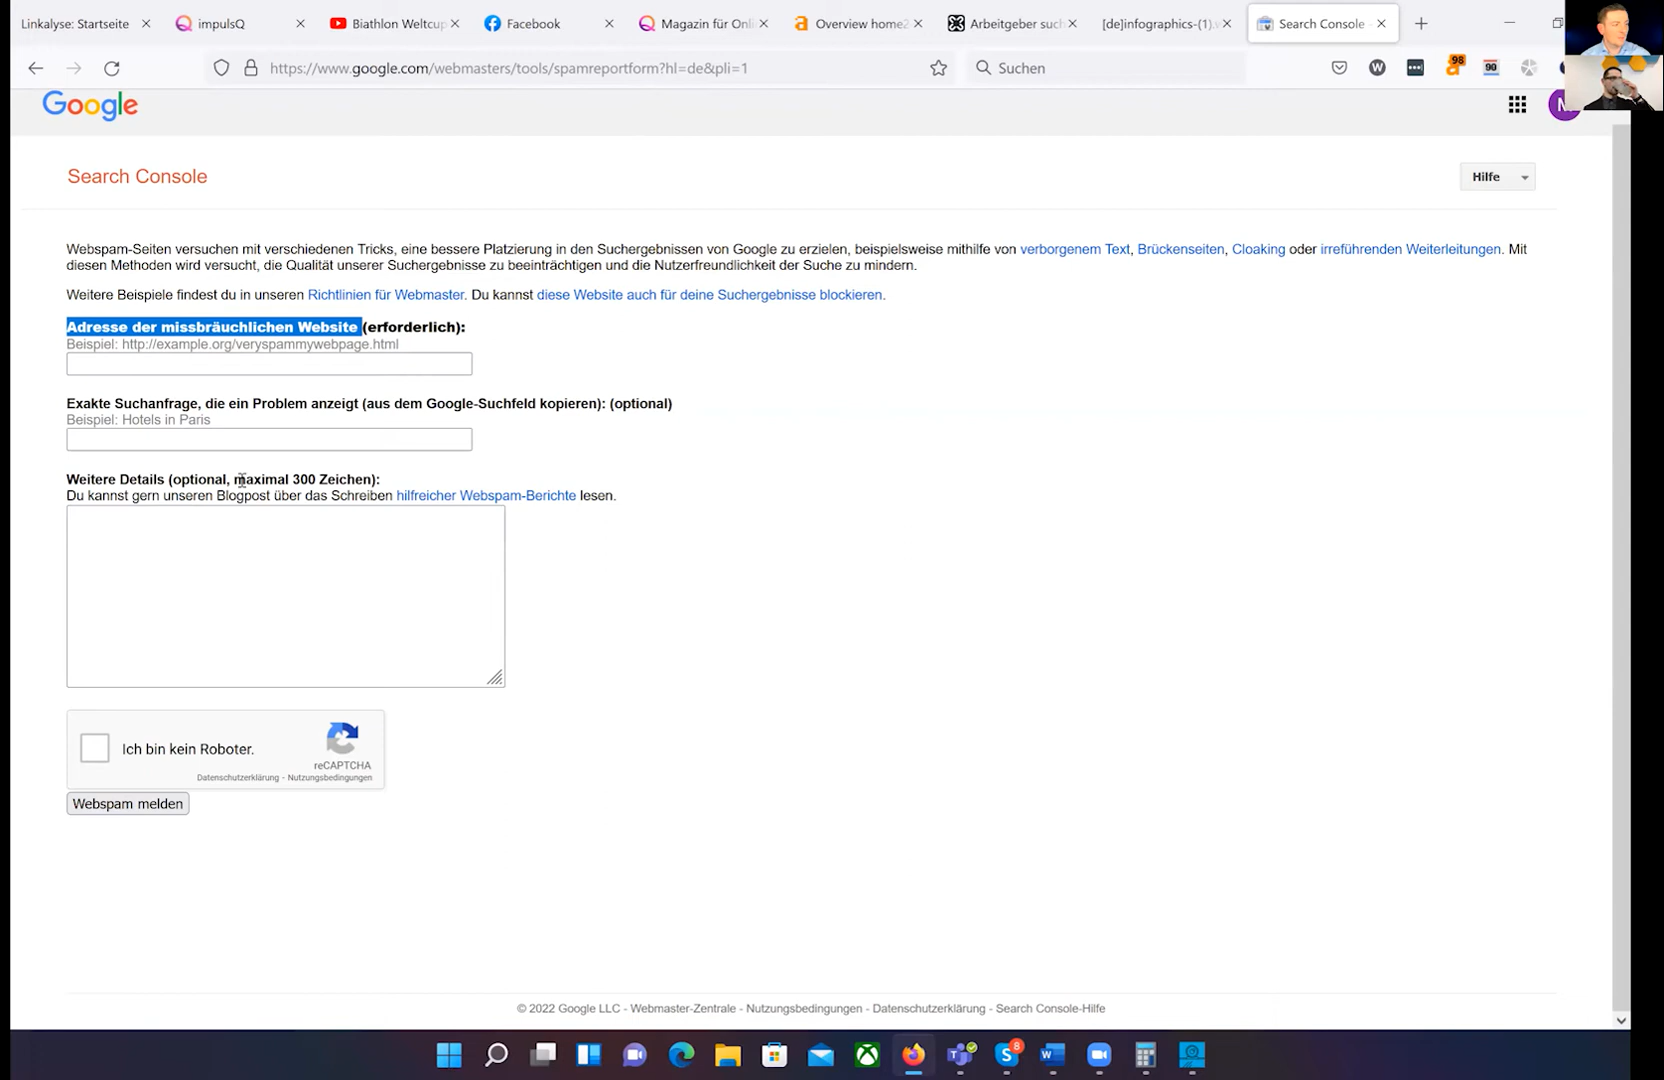 Linkalyse: Startseite
impulsQ
Biathlon Weltcup
Facebook
Magazin für Onli
Overview home2
Arbeitgeber such
[de]infographics-(1).
Search Console
https://www.google.com/webmasters/tools/spamreportform?hl=de&pli=1
Suchen
W
98
90
Google
Search Console
Hilfe
Webspam-Seiten versuchen mit verschiedenen Tricks, eine bessere Platzierung in den Suchergebnissen von Google zu erzielen, beispielsweise mithilfe von verborgenem Text, Brückenseiten, Cloaking oder irreführenden Weiterleitungen. Mit
diesen Methoden wird versucht, die Qualität unserer Suchergebnisse zu beeinträchtigen und die Nutzerfreundlichkeit der Suche zu mindern.
Weitere Beispiele findest du in unseren Richtlinien für Webmaster. Du kannst diese Website auch für deine Suchergebnisse blockieren.
Adresse der missbräuchlichen Website (erforderlich):
Beispiel: http://example.org/veryspammywebpage.html
Exakte Suchanfrage, die ein Problem anzeigt (aus dem Google-Suchfeld kopieren): (optional)
Beispiel: Hotels in Paris
Weitere Details (optional, maximal 300 Zeichen):
Du kannst gern unseren Blogpost über das Schreiben hilfreicher Webspam-Berichte lesen.
Ich bin kein Roboter.
reCAPTCHA
Datenschutzerklärung - Nutzungsbedingungen
Webspam melden
© 2022 Google LLC - Webmaster-Zentrale - Nutzungsbedingungen - Datenschutzerklärung - Search Console-Hilfe
8